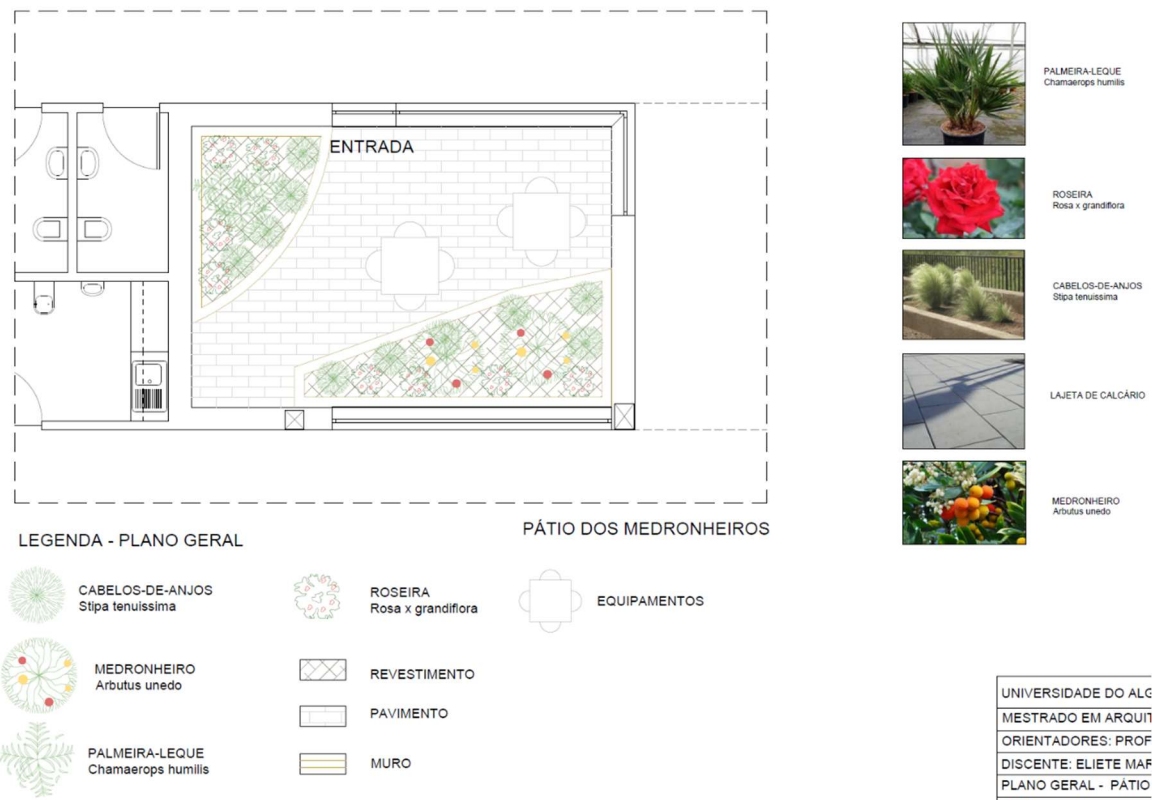 ENTRADA
PALMEIRA-LEQUE
Chamaerops humilis
ROSEIRA
Rosa x grandiflora
CABELOS-DE-ANJOS
Stipa tenuissima
LAJETA DE CALCÁRIO
MEDRONHEIRO
Arbutus unedo
PÁTIO DOS MEDRONHEIROS
LEGENDA - PLANO GERAL
CABELOS-DE-ANJOS
Stipa tenuissima
MEDRONHEIRO
Arbutus unedo
PALMEIRA-LEQUE
Chamaerops humilis
ROSEIRA
Rosa x grandiflora
REVESTIMENTO
PAVIMENTO
MURO
EQUIPAMENTOS
UNIVERSIDADE DO ALG
MESTRADO EM ARQUIT
ORIENTADORES: PROF
DISCENTE: ELIETE MAR
PLANO GERAL - PÁTIO